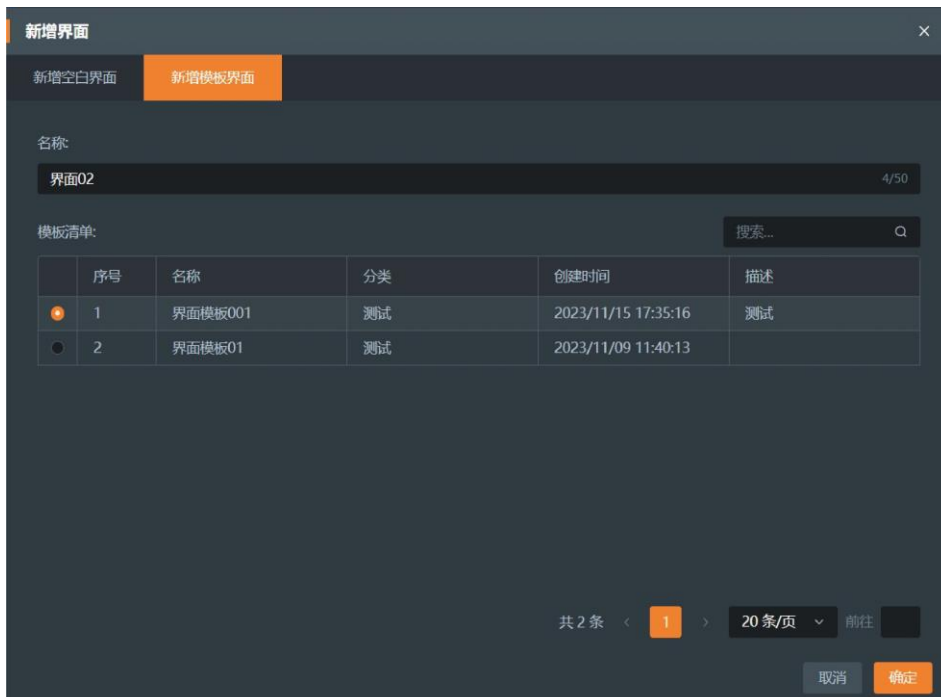 新增界面
新增空白界面 新增模板界面
名称:
界面02 4/50
模板清单: 搜索...
序号 名称 分类 创建时间 描述
1 界面模板001 测试 2023/11/15 17:35:16 测试
2 界面模板01 测试 2023/11/09 11:40:13
共 2 条 1 20 条/页 前往
取消 确定